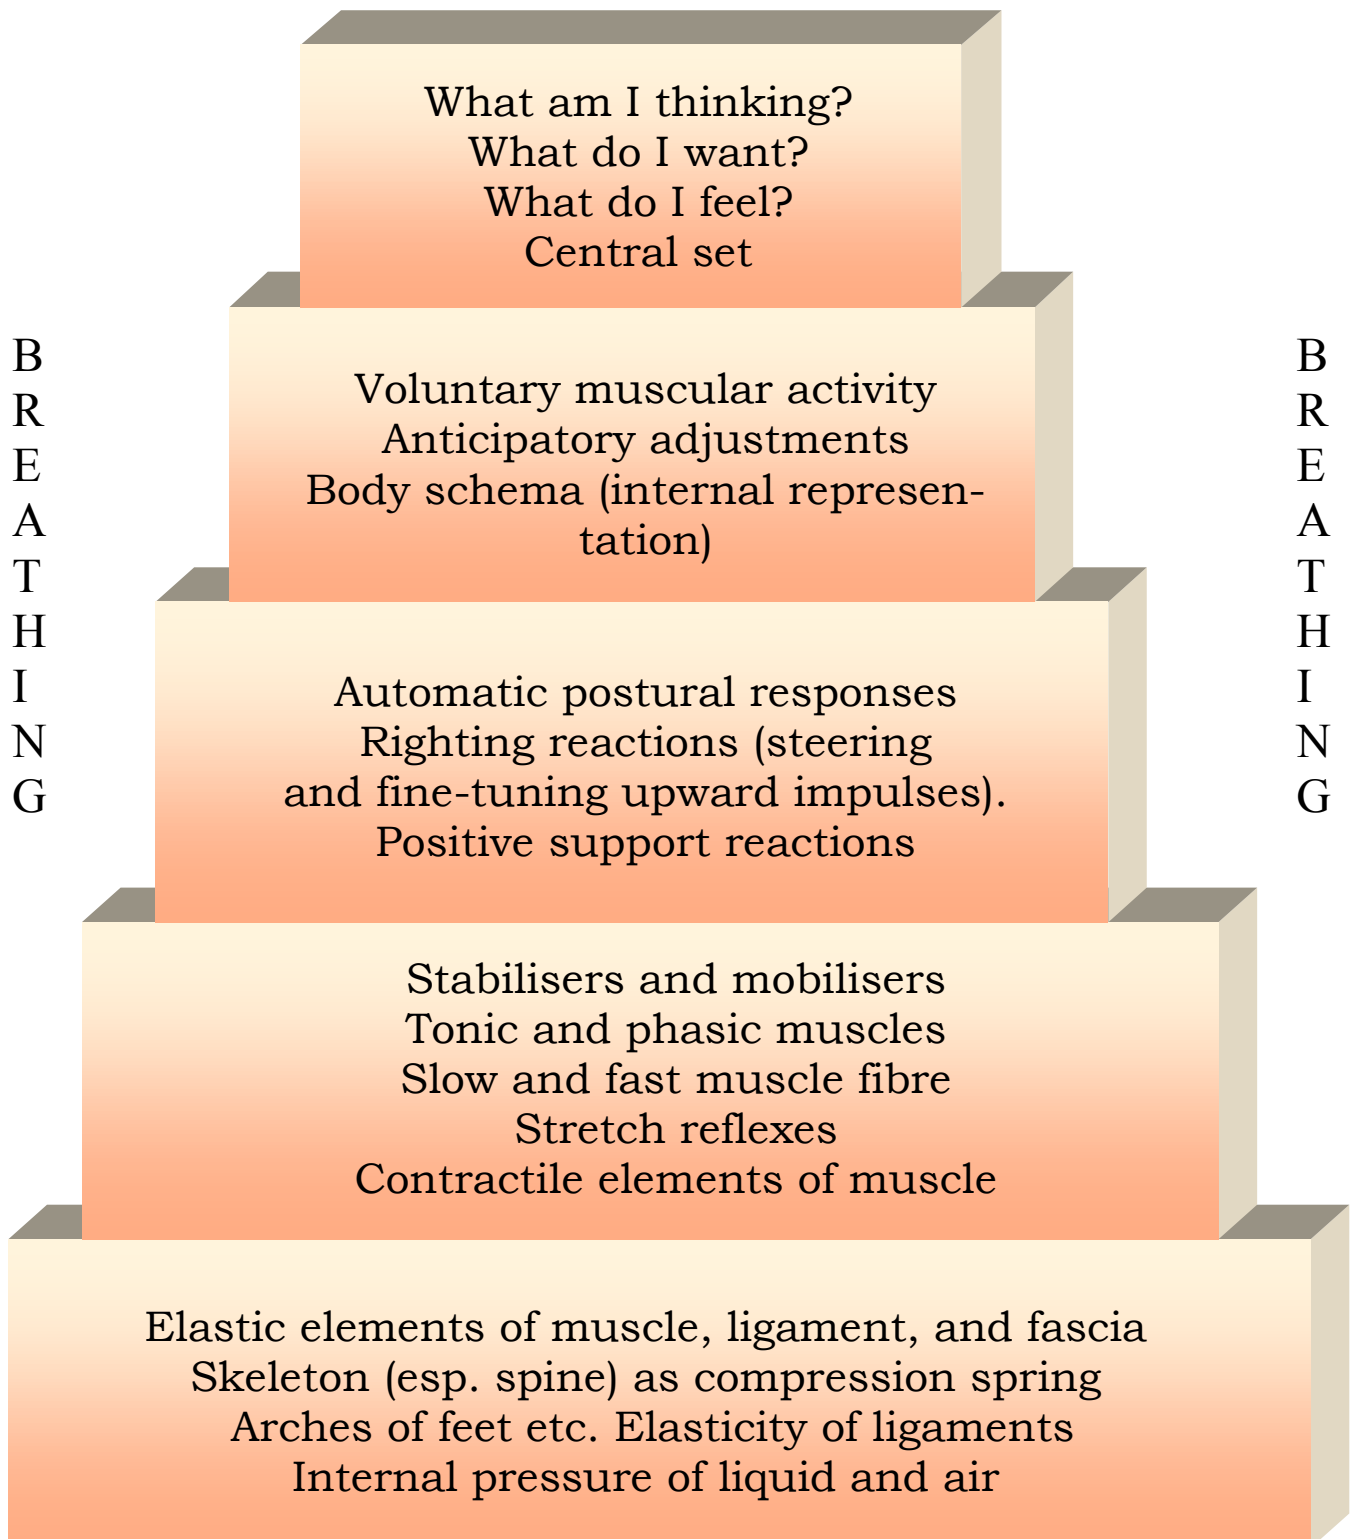 What am I thinking?
What do I want?
What do I feel?
Central set
BREATHING
Voluntary muscular activity
Anticipatory adjustments
Body schema (internal represen-
tation)
BREATHING
Automatic postural responses
Righting reactions (steering
and fine-tuning upward impulses).
Positive support reactions
Stabilisers and mobilisers
Tonic and phasic muscles
Slow and fast muscle fibre
Stretch reflexes
Contractile elements of muscle
Elastic elements of muscle, ligament, and fascia
Skeleton (esp. spine) as compression spring
Arches of feet etc. Elasticity of ligaments
Internal pressure of liquid and air